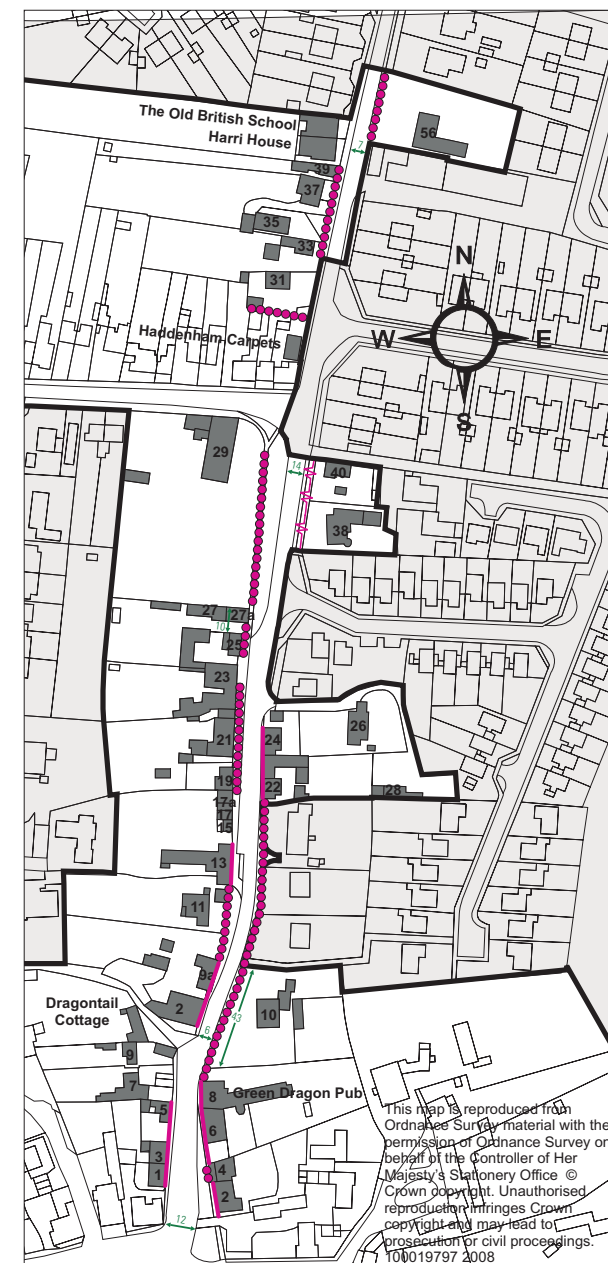 The Old British School
Harri House
56
7
39
37
35
33
31
N
W
E
S
Haddenham Carpets
29
14
40
38
27
27a
10
25
23
21
24
26
19
22
28
17a
17
15
13
11
9a
2
Dragontail
Cottage
10
43
6
9
7
8
Green Dragon Pub
5
6
3
4
1
2
12
This map is reproduced from
Ordnance Survey material with the
permission of Ordnance Survey on
behalf of the Controller of Her
Majesty's Stationery Office ©
Crown copyright. Unauthorised
reproduction infringes Crown
copyright and may lead to
prosecution or civil proceedings.
100019797 2008